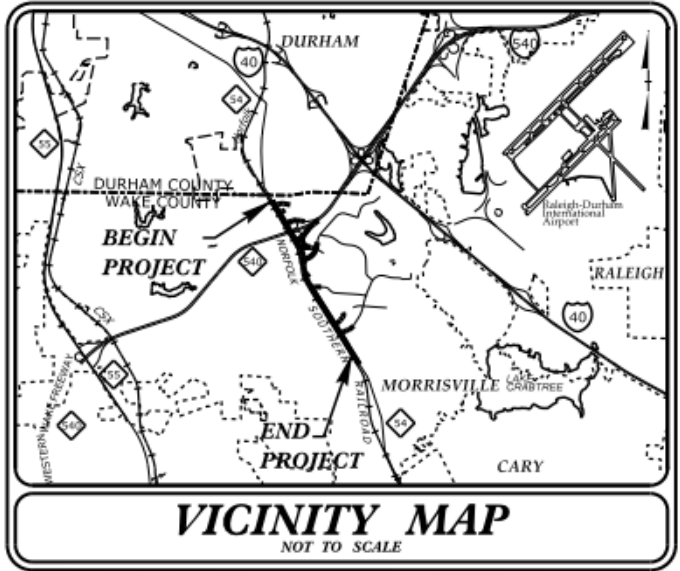 DURHAM
40
540
54
Norfolk
55
CSX
DURHAM COUNTY
WAKE COUNTY
Raleigh-Durham
International
Airport
BEGIN
PROJECT
540
NORFOLK
RALEIGH
CSX
40
SOUTHERN
55
WESTERN WAKE FREEWAY
MORRISVILLE
LAKE
CRABTREE
RAILROAD
540
54
END
PROJECT
CARY
VICINITY MAP
NOT TO SCALE